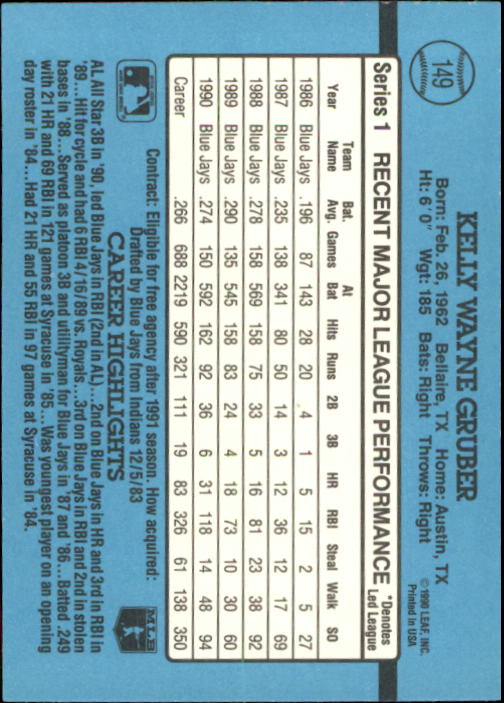 149
KELLY WAYNE GRUBER
Born: Feb. 26, 1962 Bellaire, TX Home: Austin, TX
Ht: 6' 0" Wgt: 185 Bats: Right Throws: Right
© 1990 LEAF, INC.
Printed in USA
Series 1 RECENT MAJOR LEAGUE PERFORMANCE *Denotes Led League
Year Team Name Bat. Avg. Games At Bat Hits Runs 2B 3B HR RBI Steal Walk SO
1986 Blue Jays .196 87 143 28 20 4 1 5 15 2 5 27
1987 Blue Jays .235 138 341 80 50 14 3 12 36 12 17 69
1988 Blue Jays .278 158 569 158 75 33 5 16 81 23 38 92
1989 Blue Jays .290 135 545 158 83 24 4 18 73 10 30 60
1990 Blue Jays .274 150 592 162 92 36 6 31 118 14 48 94
Career .266 688 2219 590 321 111 19 83 326 61 138 350
Contract: Eligible for free agency after 1991 season. How acquired:
Drafted by Blue Jays from Indians 12/5/83
MLB
CAREER HIGHLIGHTS
AL All Star 3B in '90, led Blue Jays in RBI (2nd in AL) ...2nd on Blue Jays in HR and 3rd in RBI in
'89...Hit for cycle and had 6 RBI 4/16/89 vs. Royals...3rd on Blue Jays in RBI and 2nd in stolen
bases in '88...Served as platoon 3B and utilityman for Blue Jays in '87 and '86...Batted .249
with 21 HR and 69 RBI in 121 games at Syracuse in '85...Was youngest player on an opening
day roster in '84...Had 21 HR and 55 RBI in 97 games at Syracuse in '84.